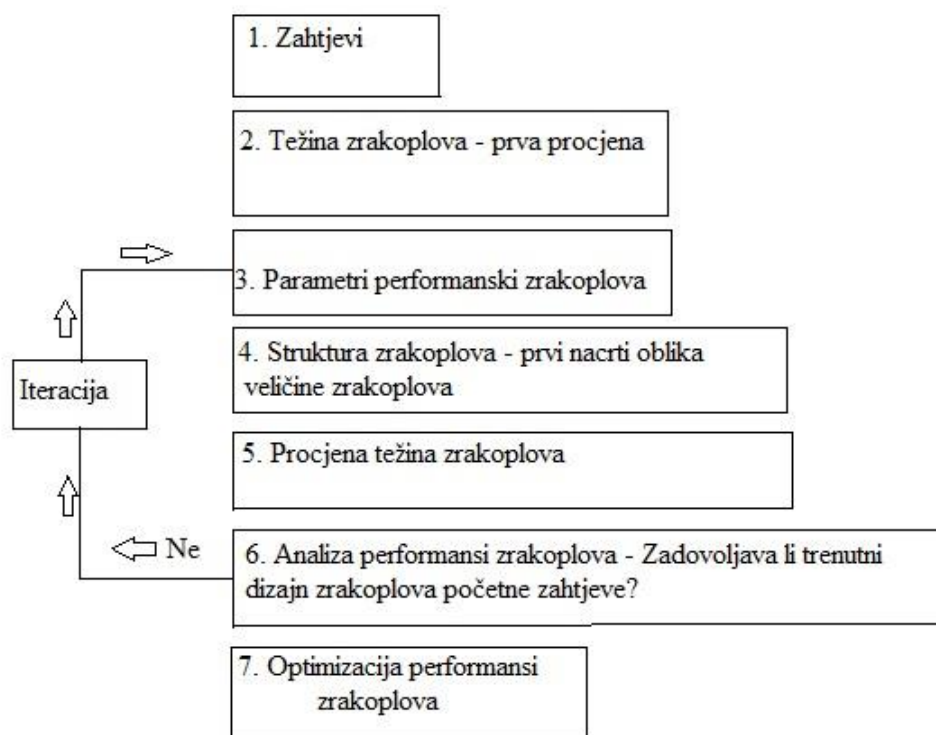 1. Zahtjevi
2. Težina zrakoplova - prva procjena
3. Parametri performanski zrakoplova
4. Struktura zrakoplova - prvi nacrti oblika
veličine zrakoplova
Iteracija
5. Procjena težina zrakoplova
Ne
6. Analiza performansi zrakoplova - Zadovoljava li trenutni
dizajn zrakoplova početne zahtjeve?
7. Optimizacija performansi
zrakoplova